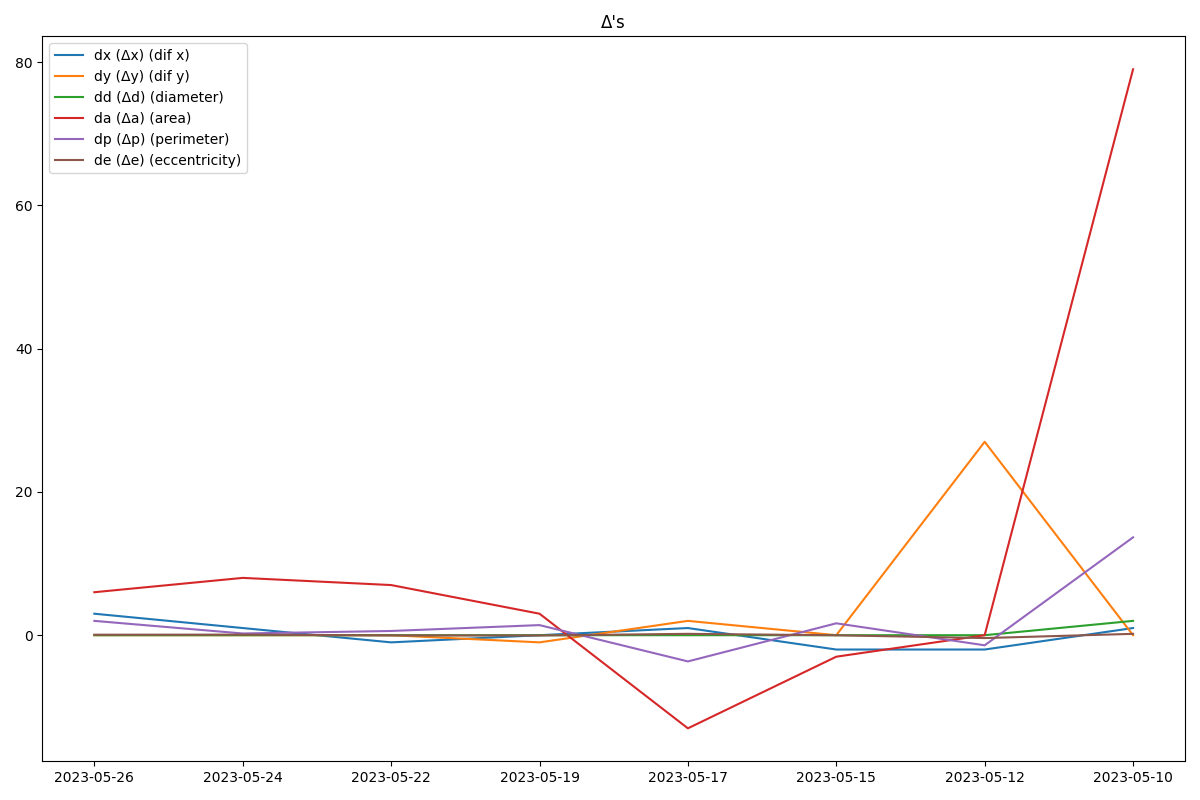 Δ's
dx (Δx) (dif x)
dy (Δy) (dif y)
dd (Δd) (diameter)
da (Δa) (area)
dp (Δp) (perimeter)
de (Δe) (eccentricity)
80
60
40
20
0
2023-05-26 2023-05-24 2023-05-22 2023-05-19 2023-05-17 2023-05-15 2023-05-12 2023-05-10